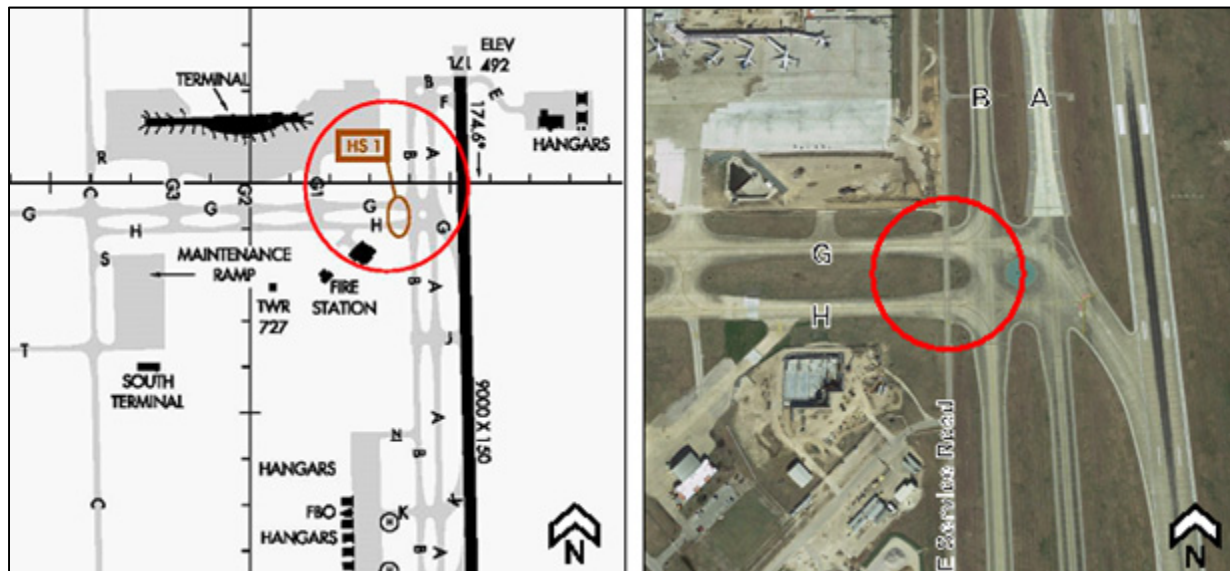 ELEV
492
17L
B
F
E
TERMINAL
174.6°
HANGARS
HS 1
B
A
R
C
G3
G2
G1
G
G
G
H
H
G
S
MAINTENANCE
RAMP
B
A
TWR
727
FIRE
STATION
T
J
SOUTH
TERMINAL
9000 X 150
A
N
B
HANGARS
C
FBO
K
HANGARS
B
A
N
B
A
G
H
E Service Road
N